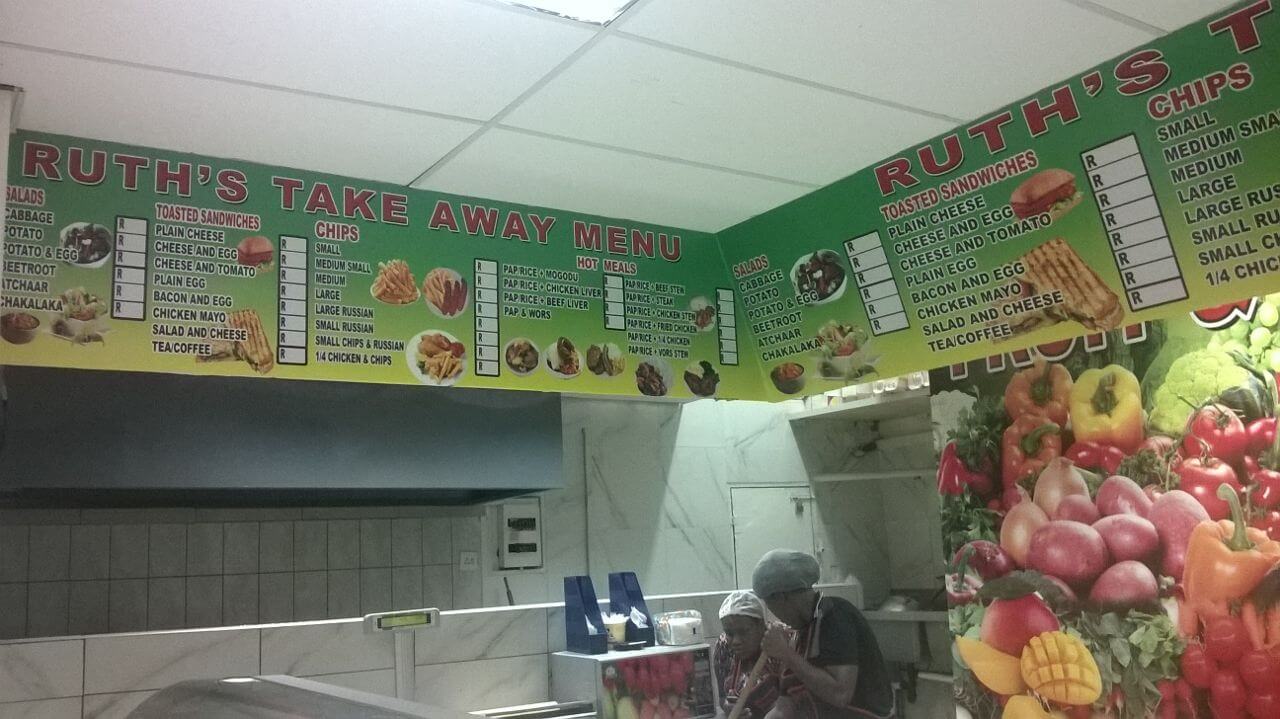 RUTH'S TAKE AWAY MENU
SALADS
CABBAGE
POTATO
POTATO & EGG
BEETROOT
ATCHAAR
CHAKALAKA
R
R
R
R
R
R
TOASTED SANDWICHES
PLAIN CHEESE
CHEESE AND EGG
CHEESE AND TOMATO
PLAIN EGG
BACON AND EGG
CHICKEN MAYO
SALAD AND CHEESE
TEA/COFFEE
R
R
R
R
R
R
R
R
CHIPS
SMALL
MEDIUM SMALL
MEDIUM
LARGE
LARGE RUSSIAN
SMALL RUSSIAN
SMALL CHIPS & RUSSIAN
1/4 CHICKEN & CHIPS
R
R
R
R
R
R
R
R
HOT MEALS
PAP/RICE + MOGODU
PAP/RICE + CHICKEN LIVER
PAP/RICE + BEEF LIVER
PAP & WORS
R
R
R
R
PAP/RICE + BEEF STEW
PAP/RICE + STEAK
PAP/RICE + CHICKEN STEW
PAP/RICE + FRIED CHICKEN
PAP/RICE + 1/4 CHICKEN
PAP/RICE + VORS STEW
RUTH'S T
SALADS
CABBAGE
POTATO
POTATO & EGG
BEETROOT
ATCHAAR
CHAKALAKA
R
R
R
R
R
TOASTED SANDWICHES
PLAIN CHEESE
CHEESE AND EGG
CHEESE AND TOMATO
PLAIN EGG
BACON AND EGG
CHICKEN MAYO
SALAD AND CHEESE
TEA/COFFEE
R
R
R
R
R
R
R
CHIPS
SMALL
MEDIUM SMA
MEDIUM
LARGE
LARGE RUS
SMALL RU
SMALL CH
1/4 CHIC